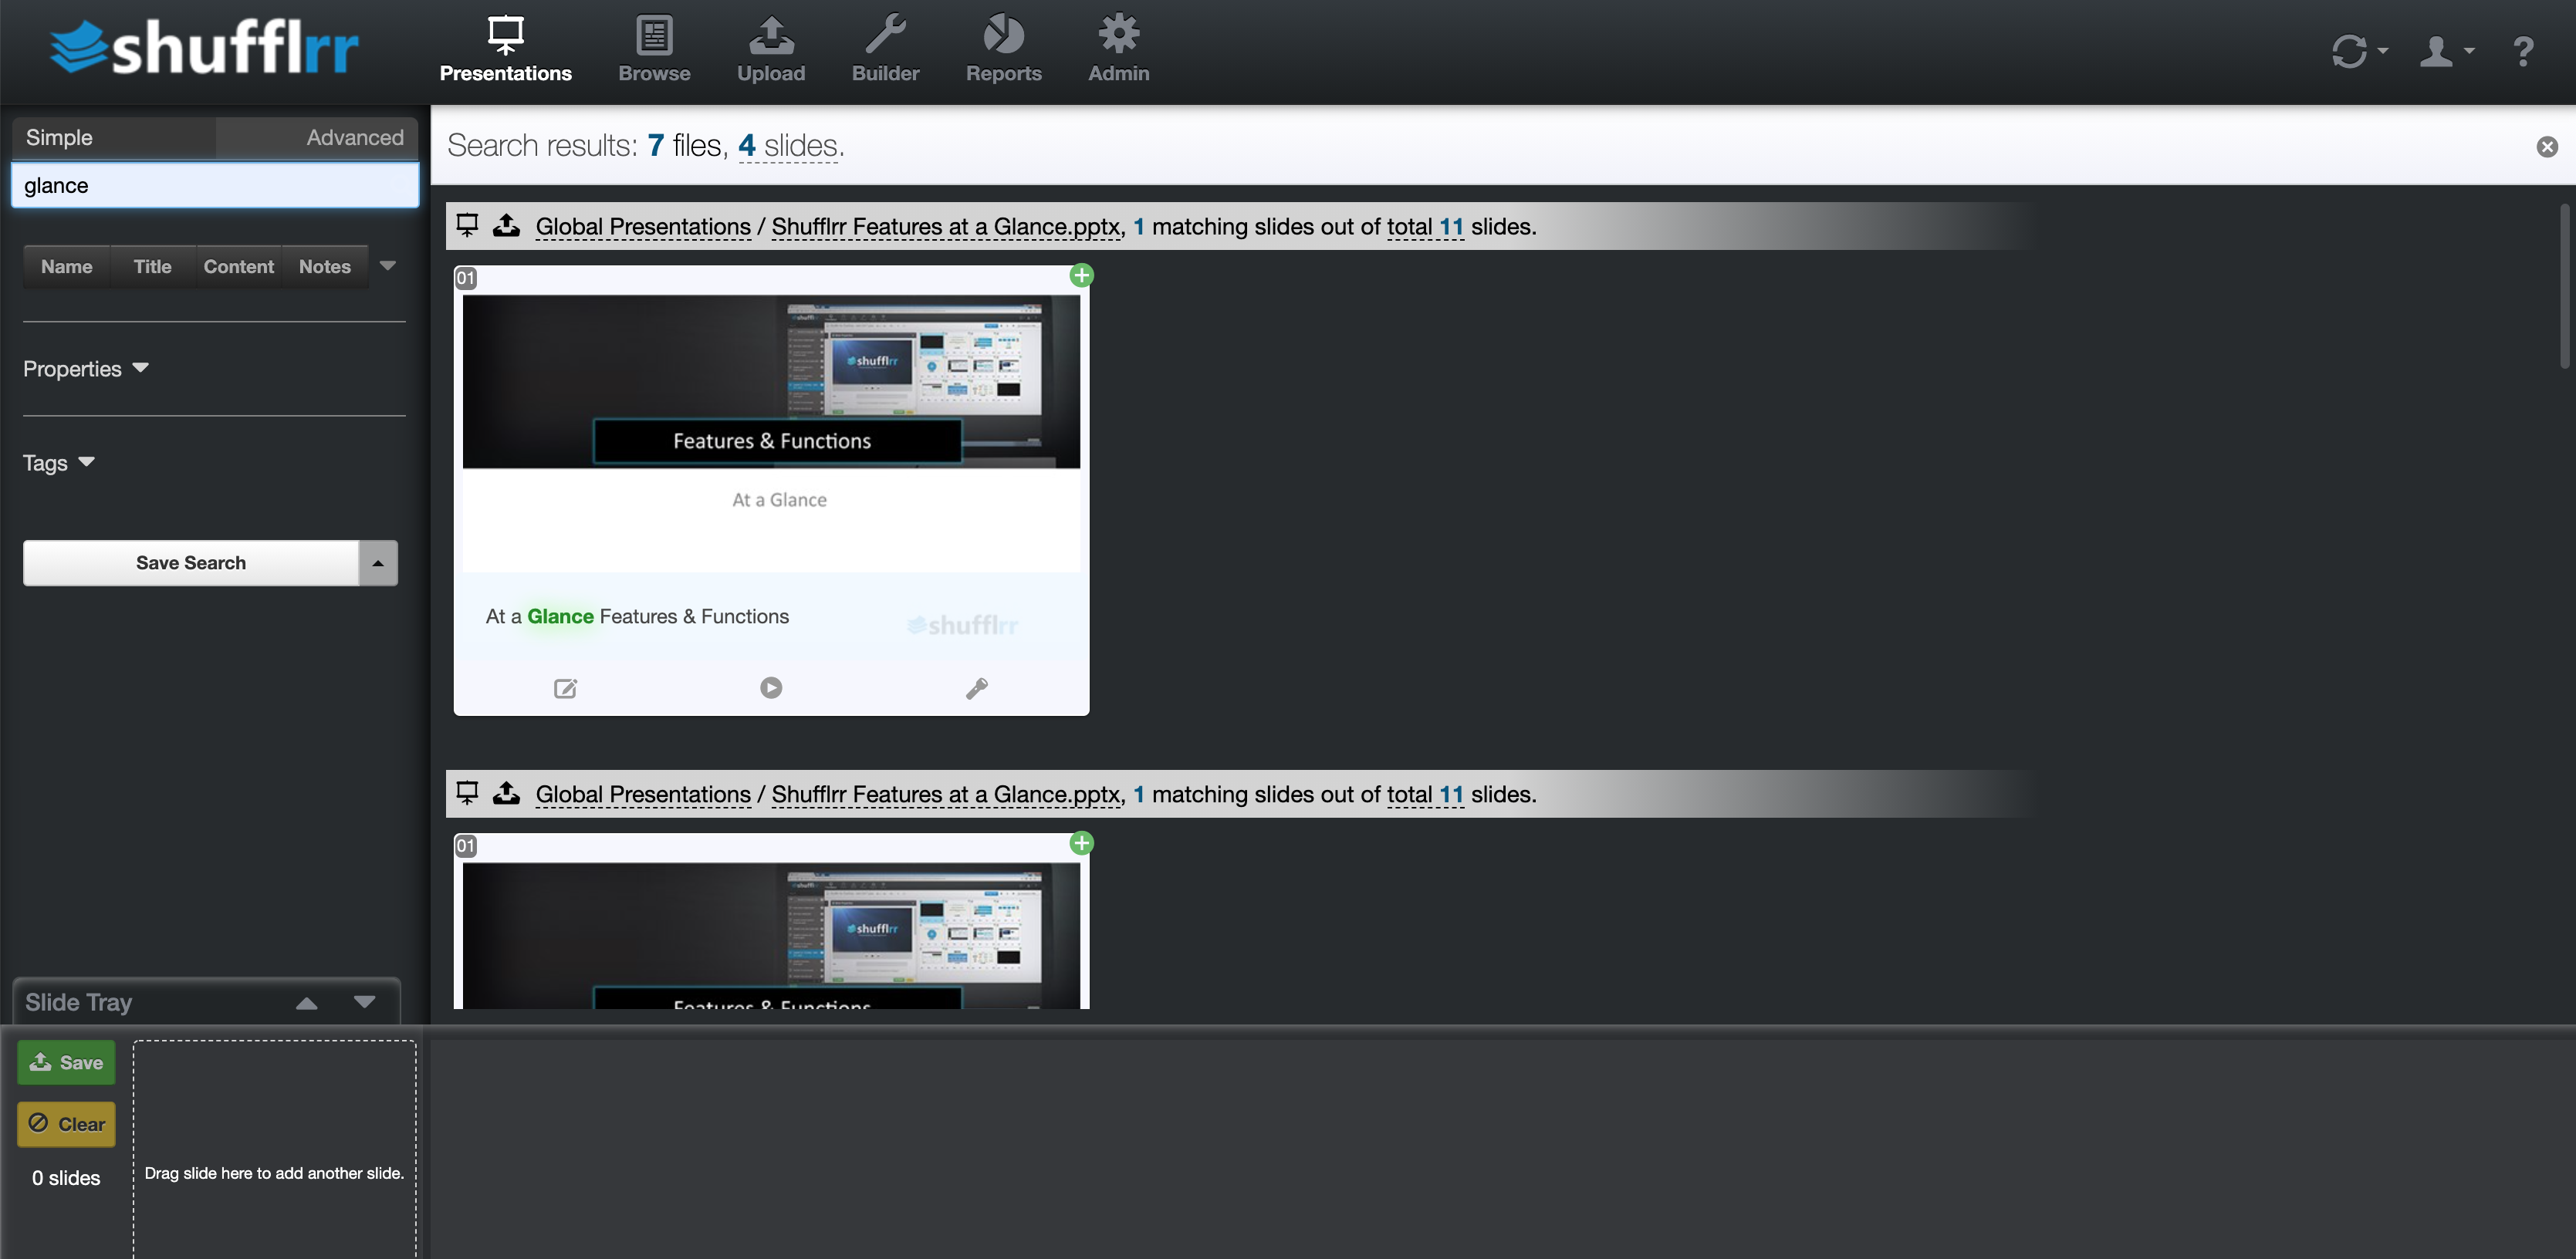 shufflrr
Presentations
Browse
Upload
Builder
Reports
Admin
?
Simple
Advanced
glance
Name
Title
Content
Notes
Properties
Tags
Save Search
Search results: 7 files, 4 slides.
Global Presentations / Shufflrr Features at a Glance.pptx, 1 matching slides out of total 11 slides.
01
shufflrr
Features & Functions
At a Glance
At a Glance Features & Functions
shufflrr
Global Presentations / Shufflrr Features at a Glance.pptx, 1 matching slides out of total 11 slides.
01
shufflrr
Features & Functions
Slide Tray
Save
Clear
0 slides
Drag slide here to add another slide.